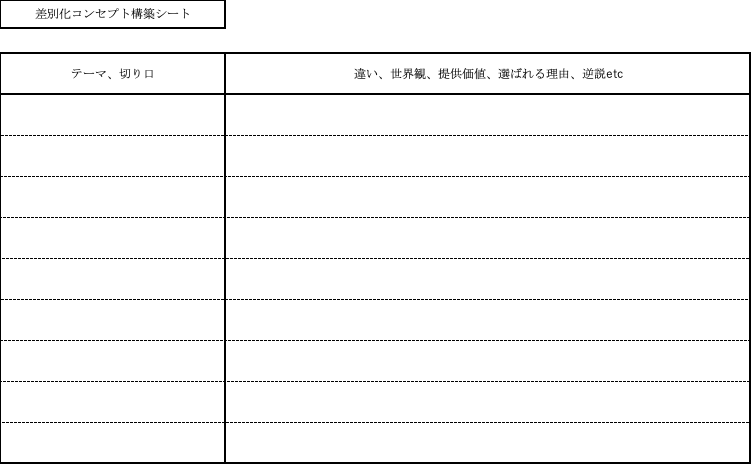 差別化コンセプト構築シート
テーマ、切り口
違い、世界観、提供価値、選ばれる理由、逆説etc